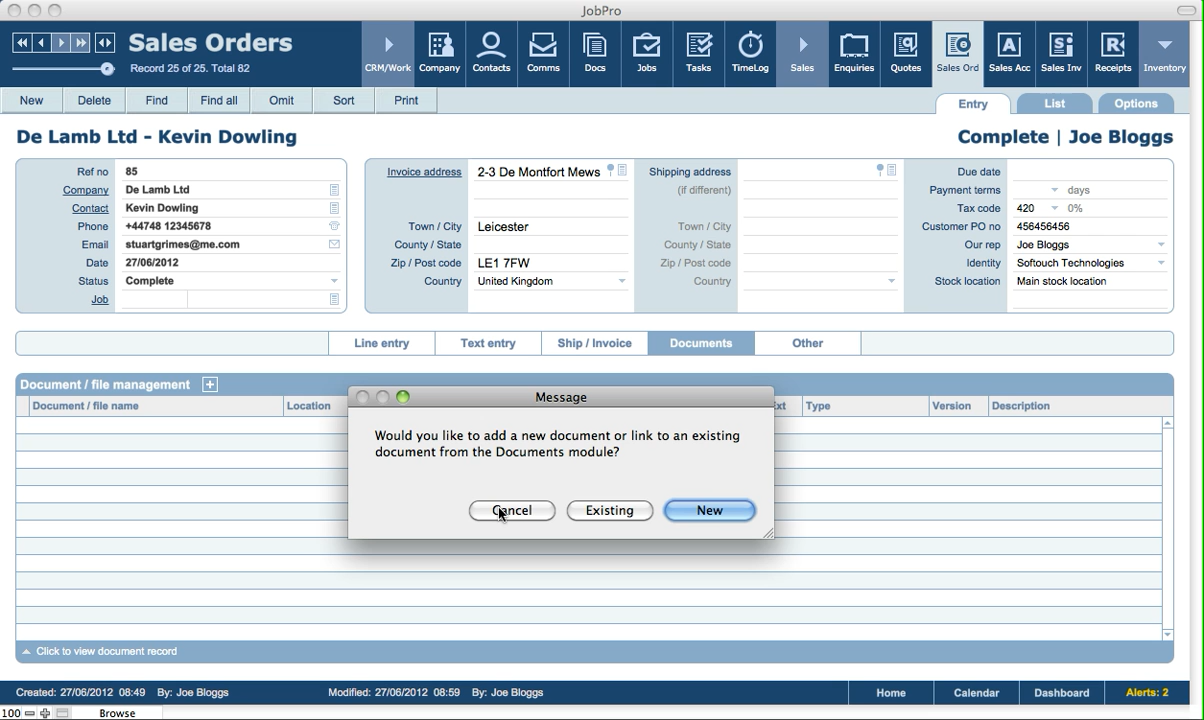 JobPro
Sales Orders
Record 25 of 25. Total 82
CRM/Work Company Contacts Comms Docs Jobs Tasks TimeLog Sales Enquiries Quotes Sales Ord Sales Acc Sales Inv Receipts Inventory
New Delete Find Find all Omit Sort Print Entry List Options
De Lamb Ltd - Kevin Dowling
Complete | Joe Bloggs
Ref no 85
Company De Lamb Ltd
Contact Kevin Dowling
Phone +44748 12345678
Email stuartgrimes@me.com
Date 27/06/2012
Status Complete
Job
Invoice address 2-3 De Montfort Mews
Town / City Leicester
County / State
Zip / Post code LE1 7FW
Country United Kingdom
Shipping address
(if different)
Town / City
County / State
Zip / Post code
Country
Due date
Payment terms days
Tax code 420 0%
Customer PO no 456456456
Our rep Joe Bloggs
Identity Softouch Technologies
Stock location Main stock location
Line entry Text entry Ship / Invoice Documents Other
Document / file management +
Document / file name Location Ext Type Version Description
Message
Would you like to add a new document or link to an existing
document from the Documents module?
Cancel Existing New
Click to view document record
Created: 27/06/2012 08:49 By: Joe Bloggs Modified: 27/06/2012 08:59 By: Joe Bloggs Home Calendar Dashboard Alerts: 2
100 Browse